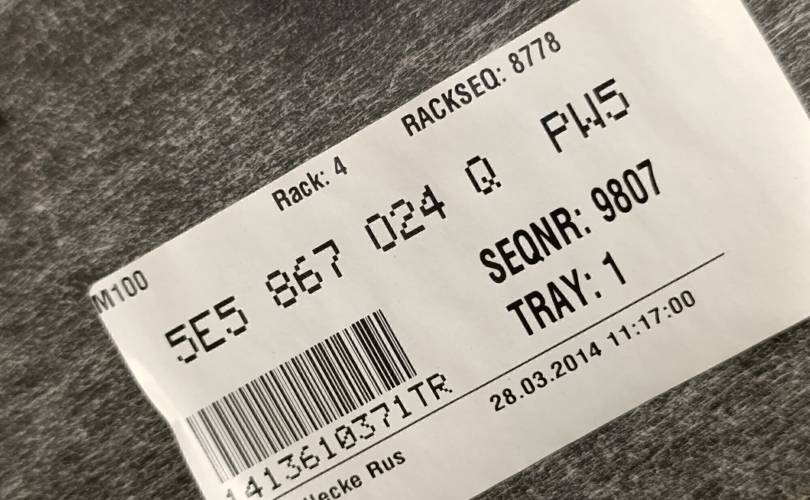 M100 Rack: 4 RACKSEQ: 8778
5E5 867 024 Q PW5
SEQNR: 9807
TRAY: 1
1413610371TR
28.03.2014 11:17:00
Rus